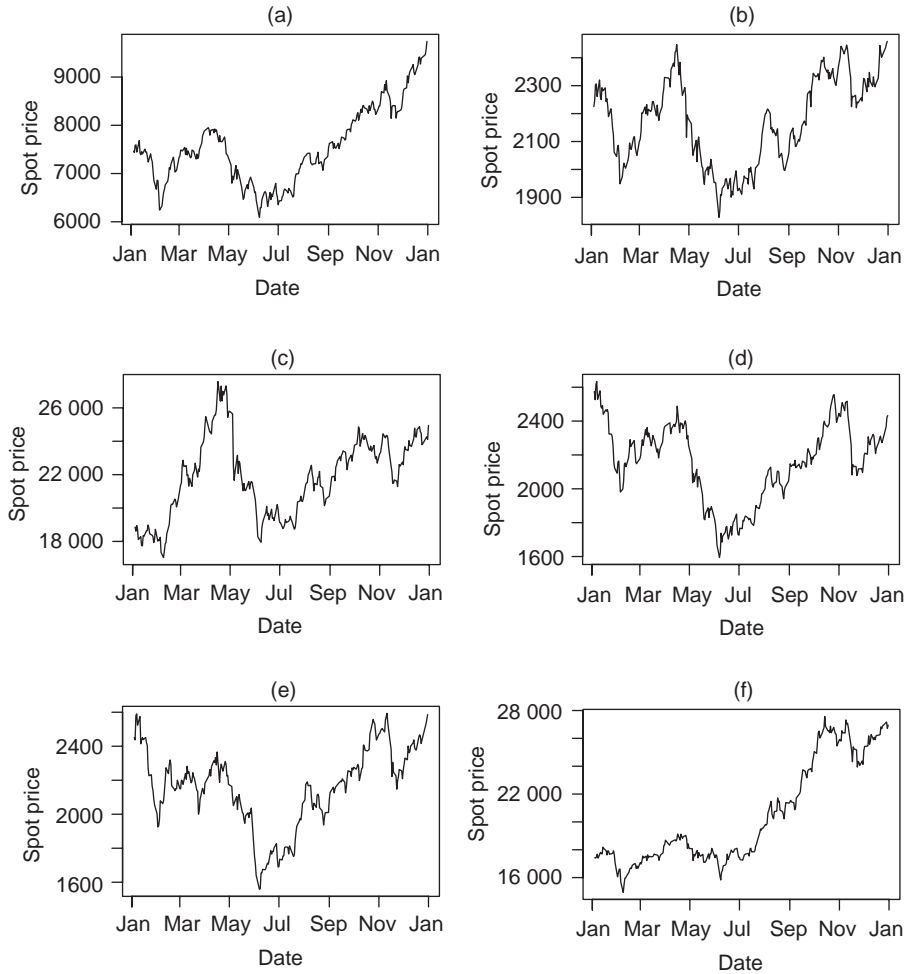 (a)
Spot price
9000
8000
7000
6000
Jan Mar May Jul Sep Nov Jan
Date
(b)
Spot price
2300
2100
1900
Jan Mar May Jul Sep Nov Jan
Date
(c)
Spot price
26 000
22 000
18 000
Jan Mar May Jul Sep Nov Jan
Date
(d)
Spot price
2400
2000
1600
Jan Mar May Jul Sep Nov Jan
Date
(e)
Spot price
2400
2000
1600
Jan Mar May Jul Sep Nov Jan
Date
(f)
Spot price
28 000
22 000
16 000
Jan Mar May Jul Sep Nov Jan
Date